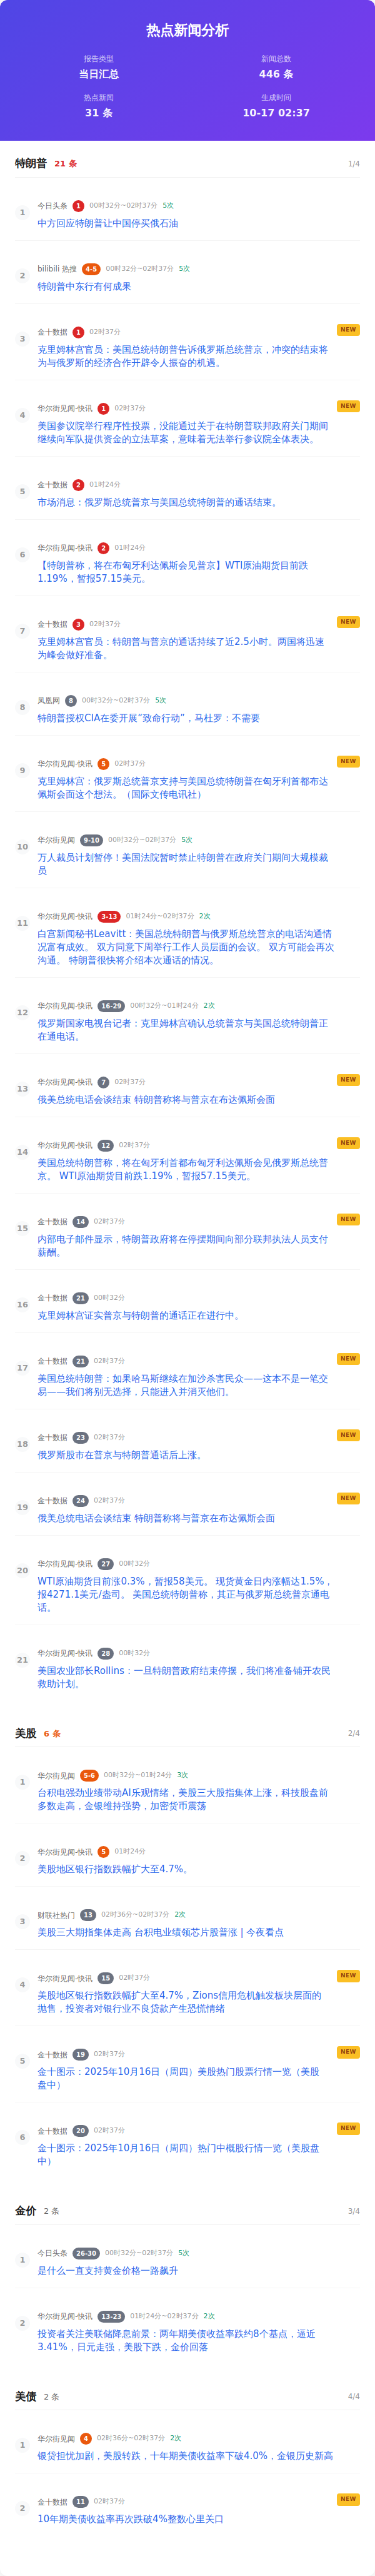 热点新闻分析
报告类型
当日汇总
新闻总数
446 条
热点新闻
31 条
生成时间
10-17 02:37
特朗普 21 条 1/4
1
今日头条 1 00时32分~02时37分 5次
中方回应特朗普让中国停买俄石油
2
bilibili 热搜 4-5 00时32分~02时37分 5次
特朗普中东行有何成果
3
金十数据 1 02时37分 NEW
克里姆林宫官员：美国总统特朗普告诉俄罗斯总统普京，冲突的结束将
为与俄罗斯的经济合作开辟令人振奋的机遇。
4
华尔街见闻-快讯 1 02时37分 NEW
美国参议院举行程序性投票，没能通过关于在特朗普联邦政府关门期间
继续向军队提供资金的立法草案，意味着无法举行参议院全体表决。
5
金十数据 2 01时24分
市场消息：俄罗斯总统普京与美国总统特朗普的通话结束。
6
华尔街见闻-快讯 2 01时24分
【特朗普称，将在布匈牙利达佩斯会见普京】WTI原油期货日前跌
1.19%，暂报57.15美元。
7
金十数据 3 02时37分 NEW
克里姆林宫官员：特朗普与普京的通话持续了近2.5小时。两国将迅速
为峰会做好准备。
8
凤凰网 8 00时32分~02时37分 5次
特朗普授权CIA在委开展“致命行动”，马杜罗：不需要
9
华尔街见闻-快讯 5 02时37分 NEW
克里姆林宫：俄罗斯总统普京支持与美国总统特朗普在匈牙利首都布达
佩斯会面这个想法。（国际文传电讯社）
10
华尔街见闻 9-10 00时32分~02时37分 5次
万人裁员计划暂停！美国法院暂时禁止特朗普在政府关门期间大规模裁
员
11
华尔街见闻-快讯 3-13 01时24分~02时37分 2次
白宫新闻秘书Leavitt：美国总统特朗普与俄罗斯总统普京的电话沟通情
况富有成效。 双方同意下周举行工作人员层面的会议。 双方可能会再次
沟通。 特朗普很快将介绍本次通话的情况。
12
华尔街见闻-快讯 16-29 00时32分~01时24分 2次
俄罗斯国家电视台记者：克里姆林宫确认总统普京与美国总统特朗普正
在通电话。
13
华尔街见闻-快讯 7 02时37分 NEW
俄美总统电话会谈结束 特朗普称将与普京在布达佩斯会面
14
华尔街见闻-快讯 12 02时37分 NEW
美国总统特朗普称，将在匈牙利首都布匈牙利达佩斯会见俄罗斯总统普
京。 WTI原油期货目前跌1.19%，暂报57.15美元。
15
金十数据 14 02时37分 NEW
内部电子邮件显示，特朗普政府将在停摆期间向部分联邦执法人员支付
薪酬。
16
金十数据 21 00时32分
克里姆林宫证实普京与特朗普的通话正在进行中。
17
金十数据 21 02时37分 NEW
美国总统特朗普：如果哈马斯继续在加沙杀害民众——这本不是一笔交
易——我们将别无选择，只能进入并消灭他们。
18
金十数据 23 02时37分 NEW
俄罗斯股市在普京与特朗普通话后上涨。
19
金十数据 24 02时37分 NEW
俄美总统电话会谈结束 特朗普称将与普京在布达佩斯会面
20
华尔街见闻-快讯 27 00时32分
WTI原油期货日前涨0.3%，暂报58美元。 现货黄金日内涨幅达1.5%，
报4271.1美元/盎司。 美国总统特朗普称，其正与俄罗斯总统普京通电
话。
21
华尔街见闻-快讯 28 00时32分
美国农业部长Rollins：一旦特朗普政府结束停摆，我们将准备铺开农民
救助计划。
美股 6 条 2/4
1
华尔街见闻 5-6 00时32分~01时24分 3次
台积电强劲业绩带动AI乐观情绪，美股三大股指集体上涨，科技股盘前
多数走高，金银维持强势，加密货币震荡
2
华尔街见闻-快讯 5 01时24分
美股地区银行指数跌幅扩大至4.7%。
3
财联社热门 13 02时36分~02时37分 2次
美股三大期指集体走高 台积电业绩领芯片股普涨 | 今夜看点
4
华尔街见闻-快讯 15 02时37分 NEW
美股地区银行指数跌幅扩大至4.7%，Zions信用危机触发板块层面的
抛售，投资者对银行业不良贷款产生恐慌情绪
5
金十数据 19 02时37分 NEW
金十图示：2025年10月16日（周四）美股热门股票行情一览（美股
盘中）
6
金十数据 20 02时37分 NEW
金十图示：2025年10月16日（周四）热门中概股行情一览（美股盘
中）
金价 2 条 3/4
1
今日头条 26-30 00时32分~02时37分 5次
是什么一直支持黄金价格一路飙升
2
华尔街见闻-快讯 13-23 01时24分~02时37分 2次
投资者关注美联储降息前景：两年期美债收益率跌约8个基点，逼近
3.41%，日元走强，美股下跌，金价回落
美债 2 条 4/4
1
华尔街见闻 4 02时36分~02时37分 2次
银贷担忧加剧，美股转跌，十年期美债收益率下破4.0%，金银历史新高
2
金十数据 11 02时37分 NEW
10年期美债收益率再次跌破4%整数心里关口